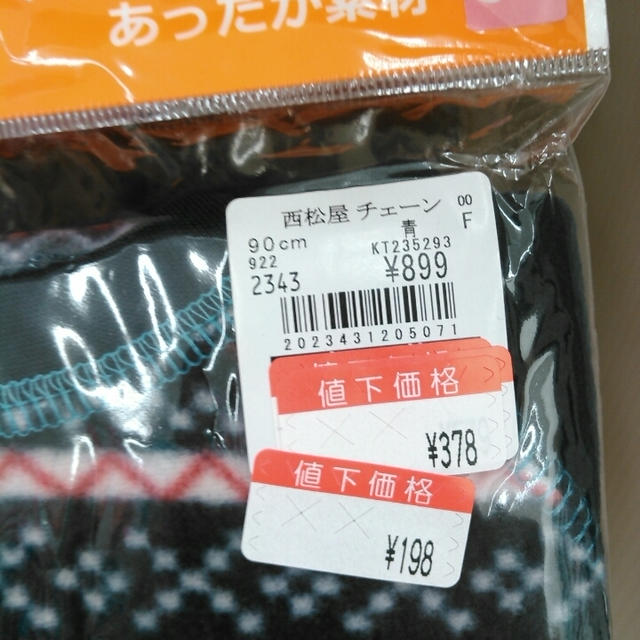 あったか素材
西松屋 チェーン
00
F
90cm
青
922
KT235293
2343
¥899
2023431205071
値下価格
¥378
値下価格
¥198